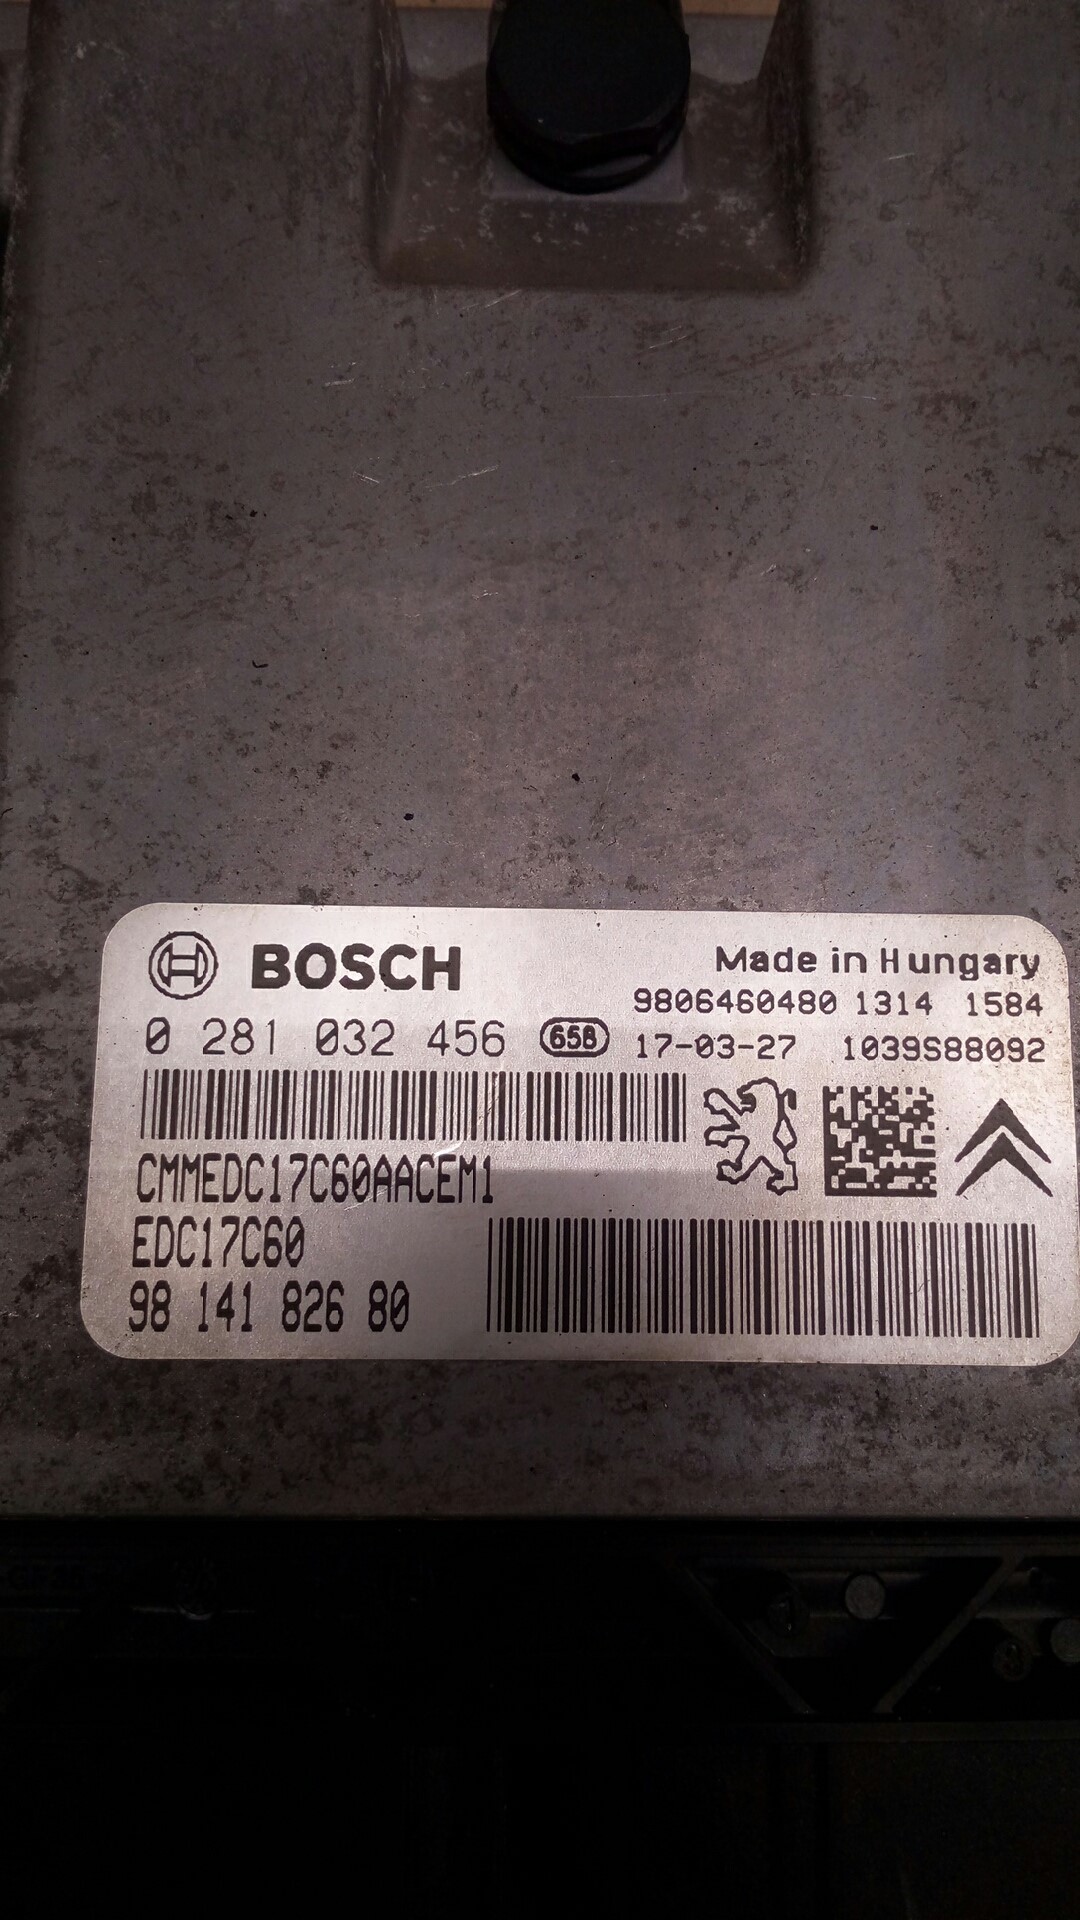 BOSCH
Made in Hungary
9806460480 1314 1584
0 281 032 456 658 17-03-27 1039S88092
CMMEDC17C60AACEM1
EDC17C60
98 141 826 80